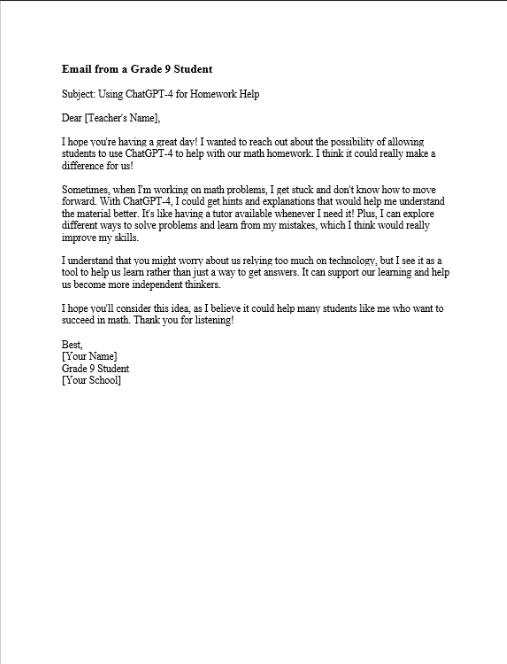 Email from a Grade 9 Student
Subject: Using ChatGPT-4 for Homework Help
Dear [Teacher's Name],
I hope you're having a great day! I wanted to reach out about the possibility of allowing
students to use ChatGPT-4 to help with our math homework. I think it could really make a
difference for us!
Sometimes, when I'm working on math problems, I get stuck and don't know how to move
forward. With ChatGPT-4, I could get hints and explanations that would help me understand
the material better. It's like having a tutor available whenever I need it! Plus, I can explore
different ways to solve problems and learn from my mistakes, which I think would really
improve my skills.
I understand that you might worry about us relying too much on technology, but I see it as a
tool to help us learn rather than just a way to get answers. It can support our learning and help
us become more independent thinkers.
I hope you'll consider this idea, as I believe it could help many students like me who want to
succeed in math. Thank you for listening!
Best,
[Your Name]
Grade 9 Student
[Your School]